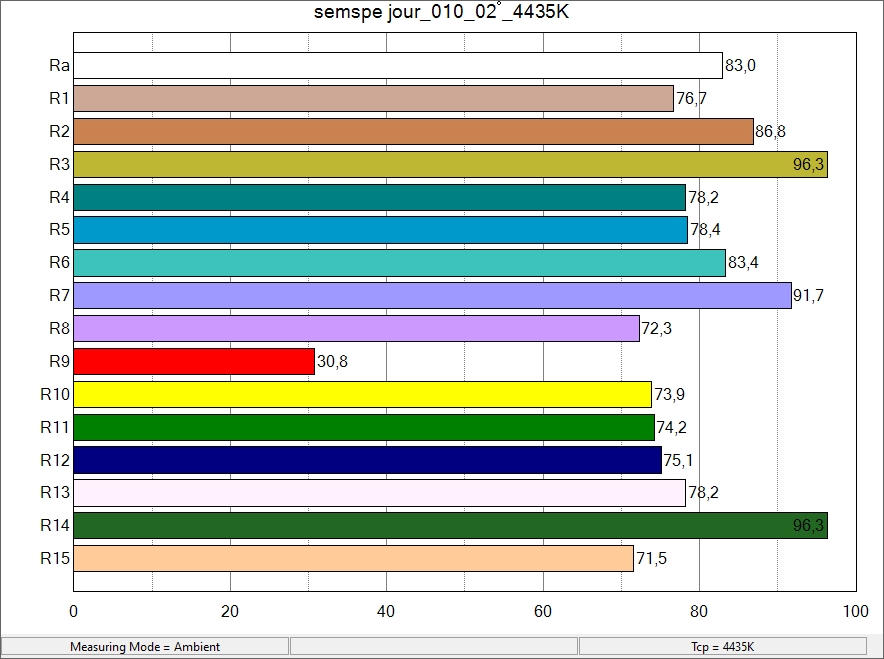 semspe jour_010_02°_4435K
Ra 83,0
R1 76,7
R2 86,8
R3 96,3
R4 78,2
R5 78,4
R6 83,4
R7 91,7
R8 72,3
R9 30,8
R10 73,9
R11 74,2
R12 75,1
R13 78,2
R14 96,3
R15 71,5
0 20 40 60 80 100
Measuring Mode = Ambient Tcp = 4435K